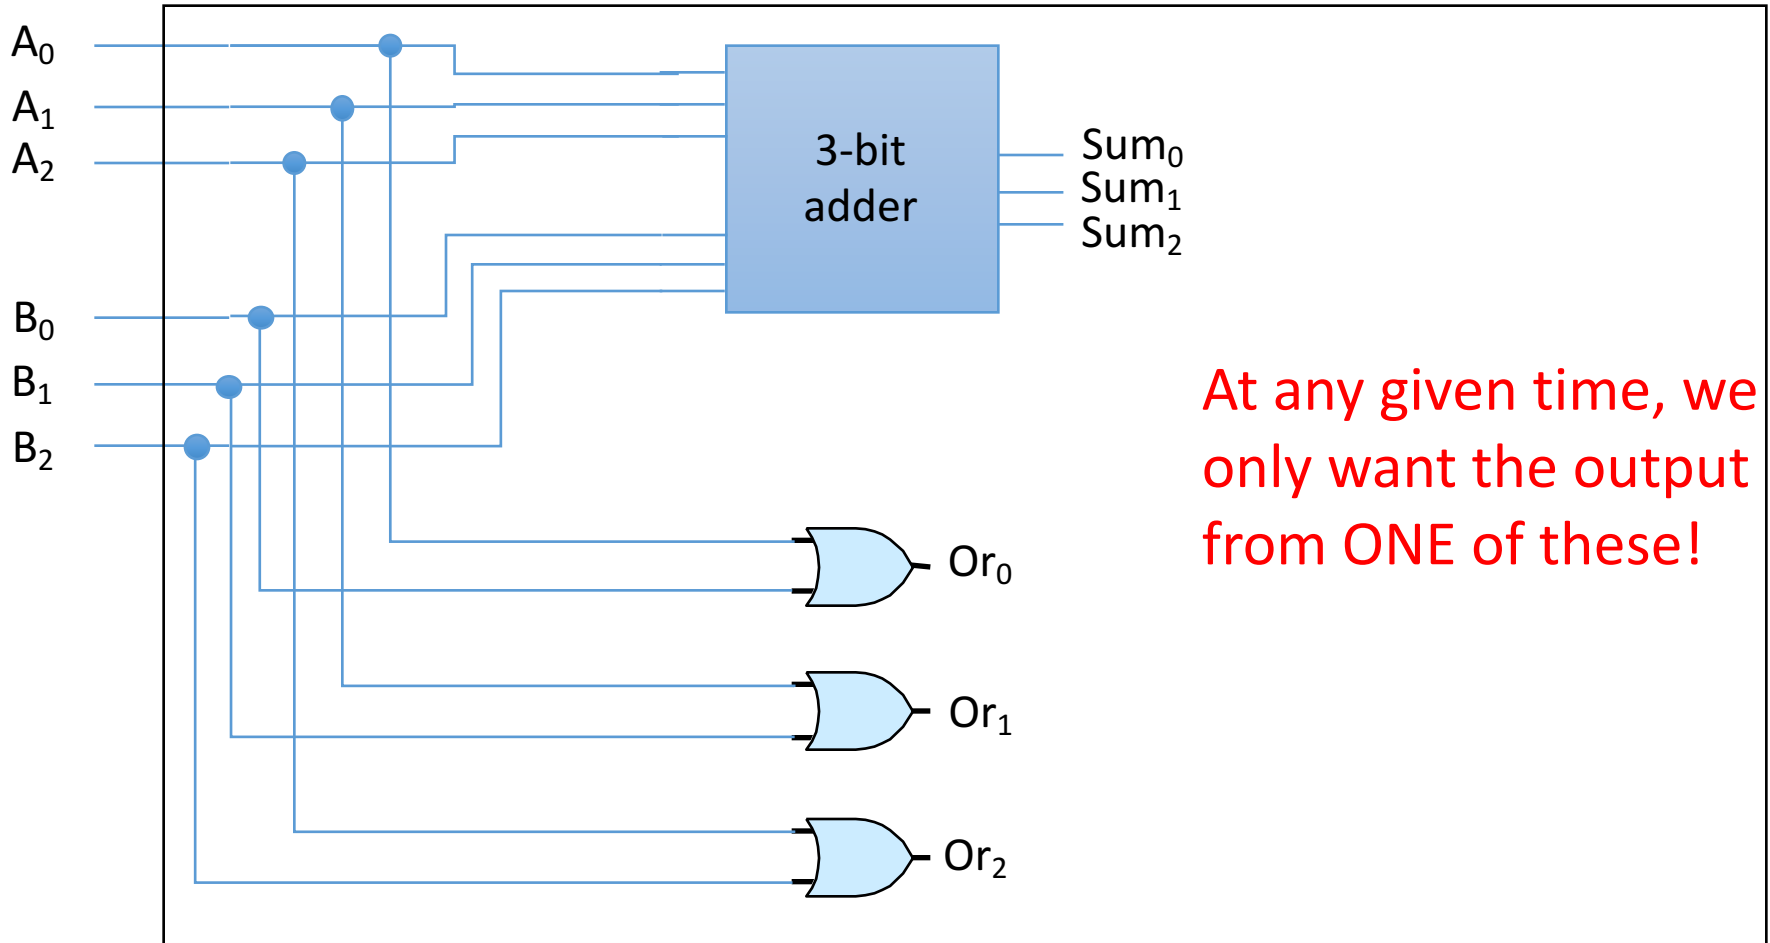 A₀
A₁
A₂
B₀
B₁
B₂
3-bit
adder
Sum₀
Sum₁
Sum₂
At any given time, we
only want the output
from ONE of these!
Or₀
Or₁
Or₂